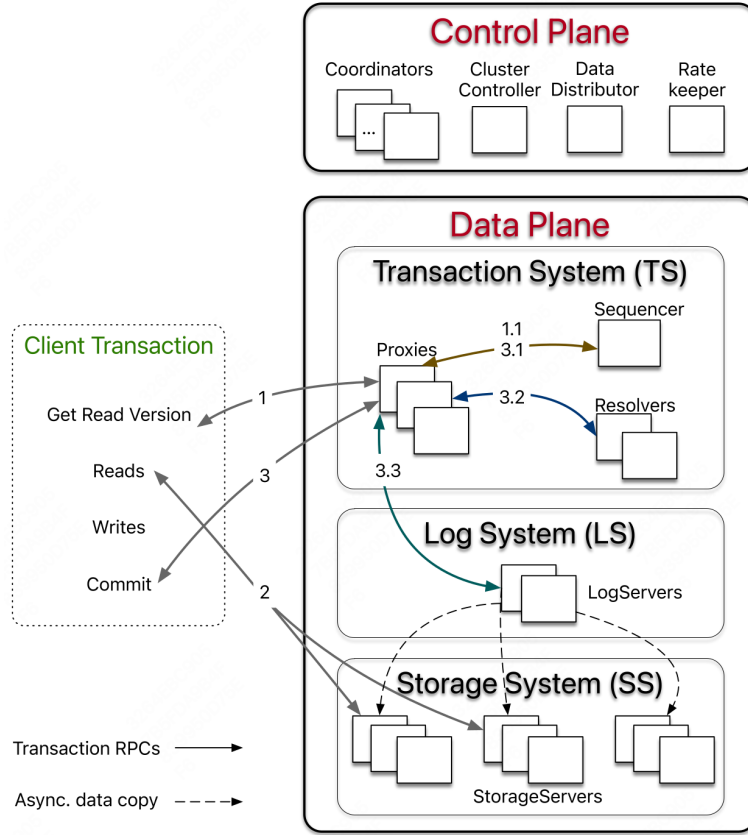 Control Plane
Coordinators
Cluster
Controller
Data
Distributor
Rate
keeper
...
Data Plane
Transaction System (TS)
Sequencer
1.1
3.1
Proxies
Client Transaction
1
3.2
Resolvers
Get Read Version
Reads
3
3.3
Writes
Log System (LS)
Commit
2
LogServers
Storage System (SS)
Transaction RPCs
Async. data copy
StorageServers